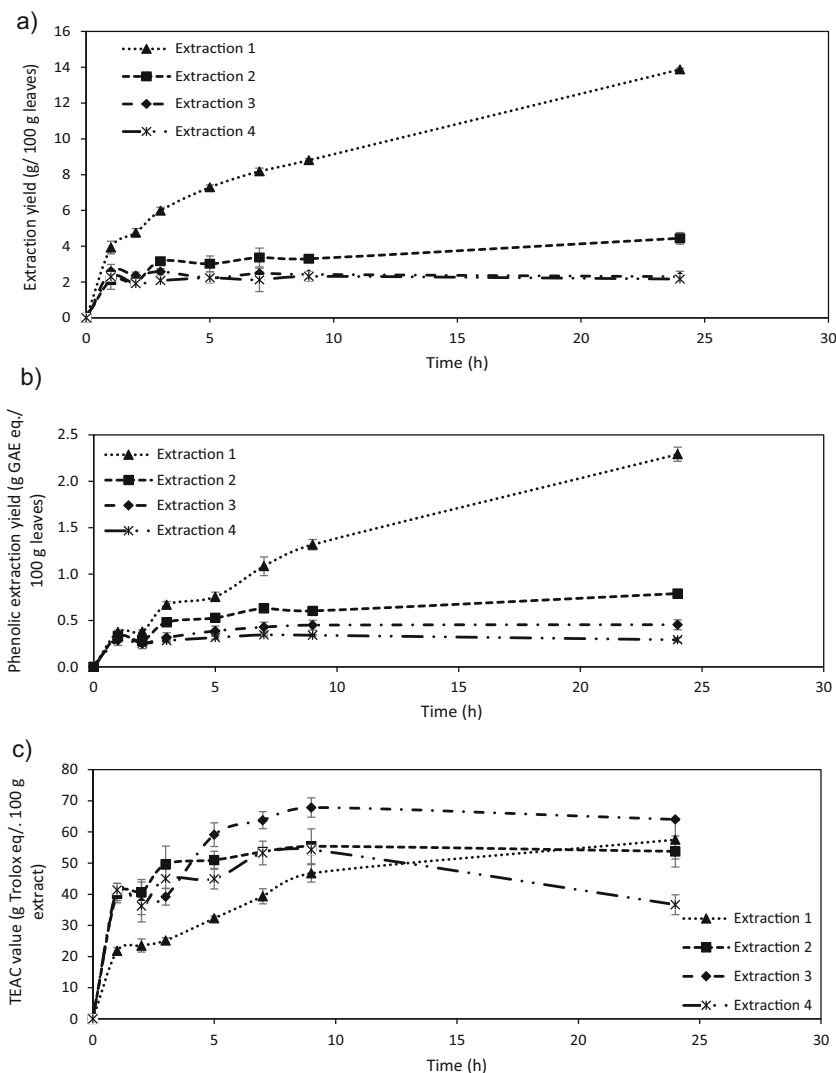 a)
Extraction yield (g/ 100 g leaves)
16
14
12
10
8
6
4
2
0
Extraction 1
Extraction 2
Extraction 3
Extraction 4
0 5 10 15 20 25 30
Time (h)
b)
Phenolic extraction yield (g GAE eq./
100 g leaves)
2.5
2.0
1.5
1.0
0.5
0.0
Extraction 1
Extraction 2
Extraction 3
Extraction 4
0 5 10 15 20 25 30
Time (h)
c)
TEAC value (g Trolox eq/. 100 g
extract)
80
70
60
50
40
30
20
10
0
Extraction 1
Extraction 2
Extraction 3
Extraction 4
0 5 10 15 20 25 30
Time (h)